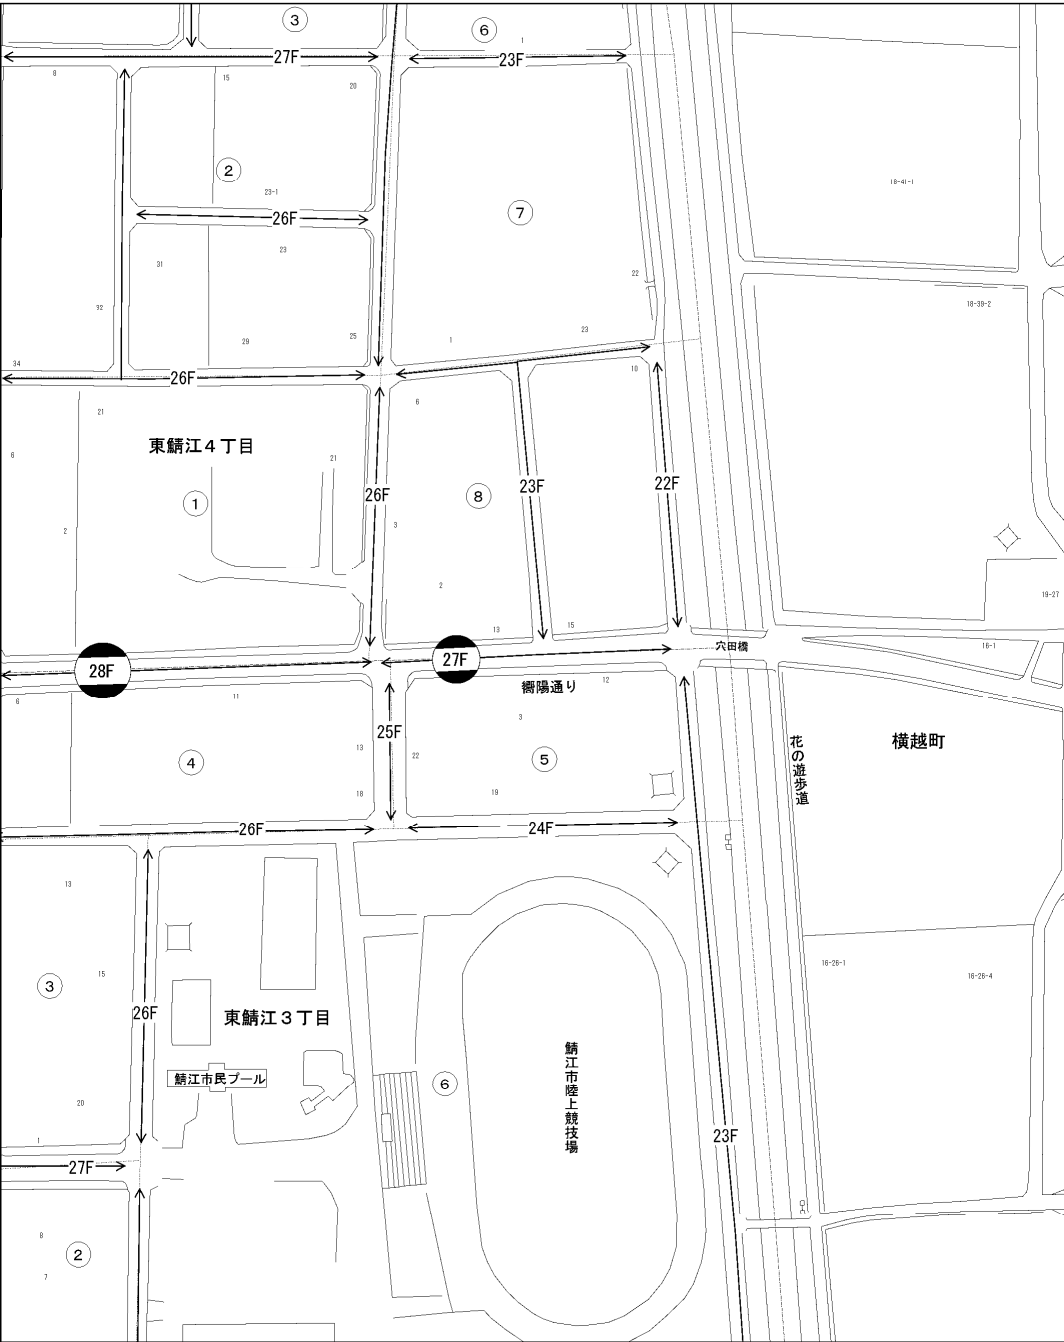 ③
⑥
1
27F
23F
8
15
20
②
18-41-1
23-1
26F
⑦
23
31
22
18-39-2
32
23
29
25
1
34
26F
10
21
6
東鯖江4丁目
6
21
26F
⑧
23F
22F
①
3
2
2
19-27
13
15
穴田橋
16-1
28F
27F
6
11
嚮陽通り
12
3
25F
花の遊歩道
横越町
13
22
④
⑤
18
19
26F
24F
13
16-26-1
16-26-4
15
③
26F
東鯖江3丁目
鯖江市陸上競技場
鯖江市民プール
⑥
20
1
23F
27F
8
②
7